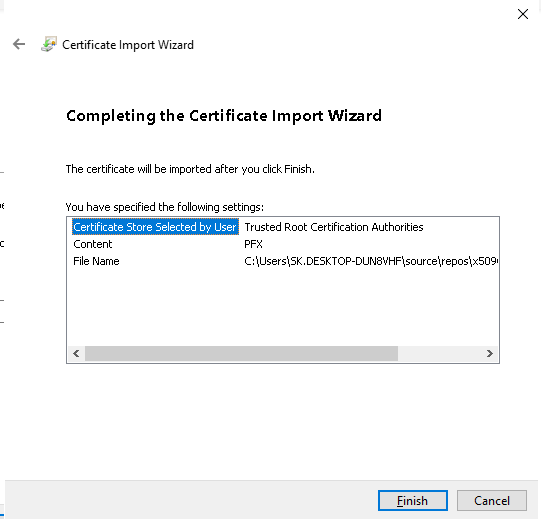 Certificate Import Wizard
Completing the Certificate Import Wizard
The certificate will be imported after you click Finish.
You have specified the following settings:
Certificate Store Selected by User Trusted Root Certification Authorities
Content PFX
File Name C:\Users\SK.DESKTOP-DUN8VHF\source\repos\x509
Finish Cancel